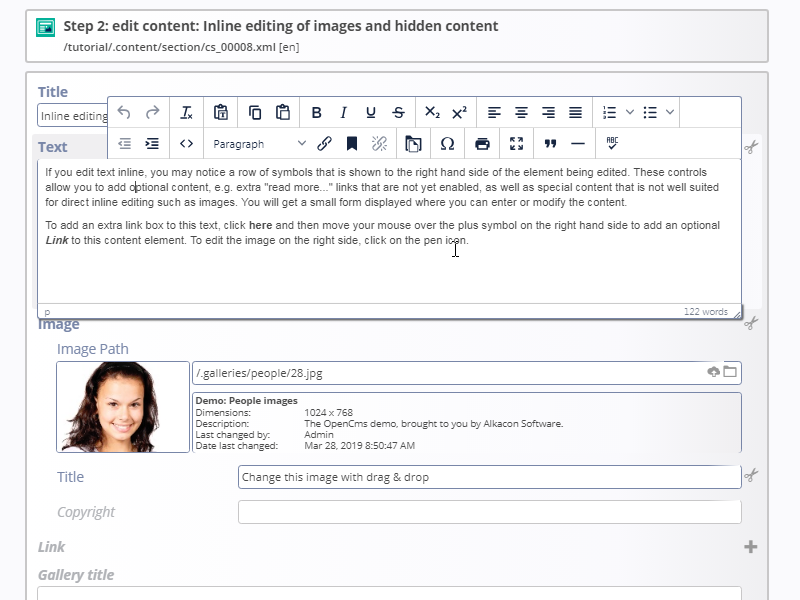 Step 2: edit content: Inline editing of images and hidden content
/tutorial/.content/section/cs_00008.xml [en]
Title
Inline editing
Text
Paragraph
ABC
If you edit text inline, you may notice a row of symbols that is shown to the right hand side of the element being edited. These controls
allow you to add optional content, e.g. extra "read more..." links that are not yet enabled, as well as special content that is not well suited
for direct inline editing such as images. You will get a small form displayed where you can enter or modify the content.
To add an extra link box to this text, click here and then move your mouse over the plus symbol on the right hand side to add an optional
Link to this content element. To edit the image on the right side, click on the pen icon.
p
122 words
Image
Image Path
/.galleries/people/28.jpg
Demo: People images
Dimensions: 1024 x 768
Description: The OpenCms demo, brought to you by Alkacon Software.
Last changed by: Admin
Date last changed: Mar 28, 2019 8:50:47 AM
Title
Change this image with drag & drop
Copyright
Link
Gallery title